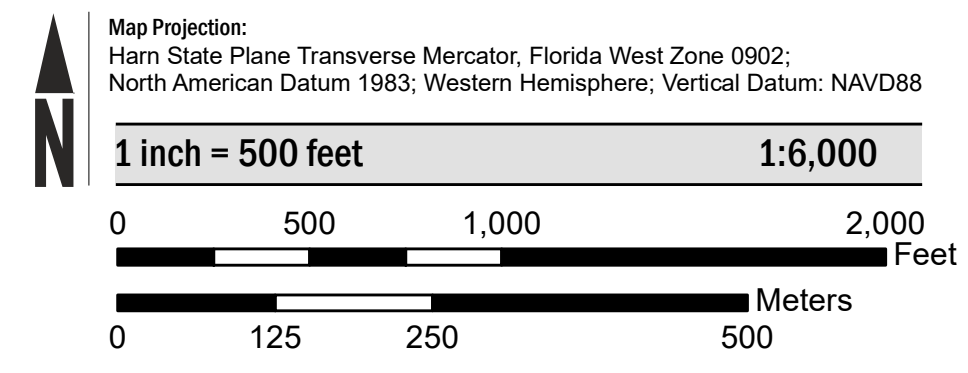 Map Projection:
Harn State Plane Transverse Mercator, Florida West Zone 0902;
North American Datum 1983; Western Hemisphere; Vertical Datum: NAVD88
N
1 inch = 500 feet 1:6,000
0 500 1,000 2,000
Feet
Meters
0 125 250 500